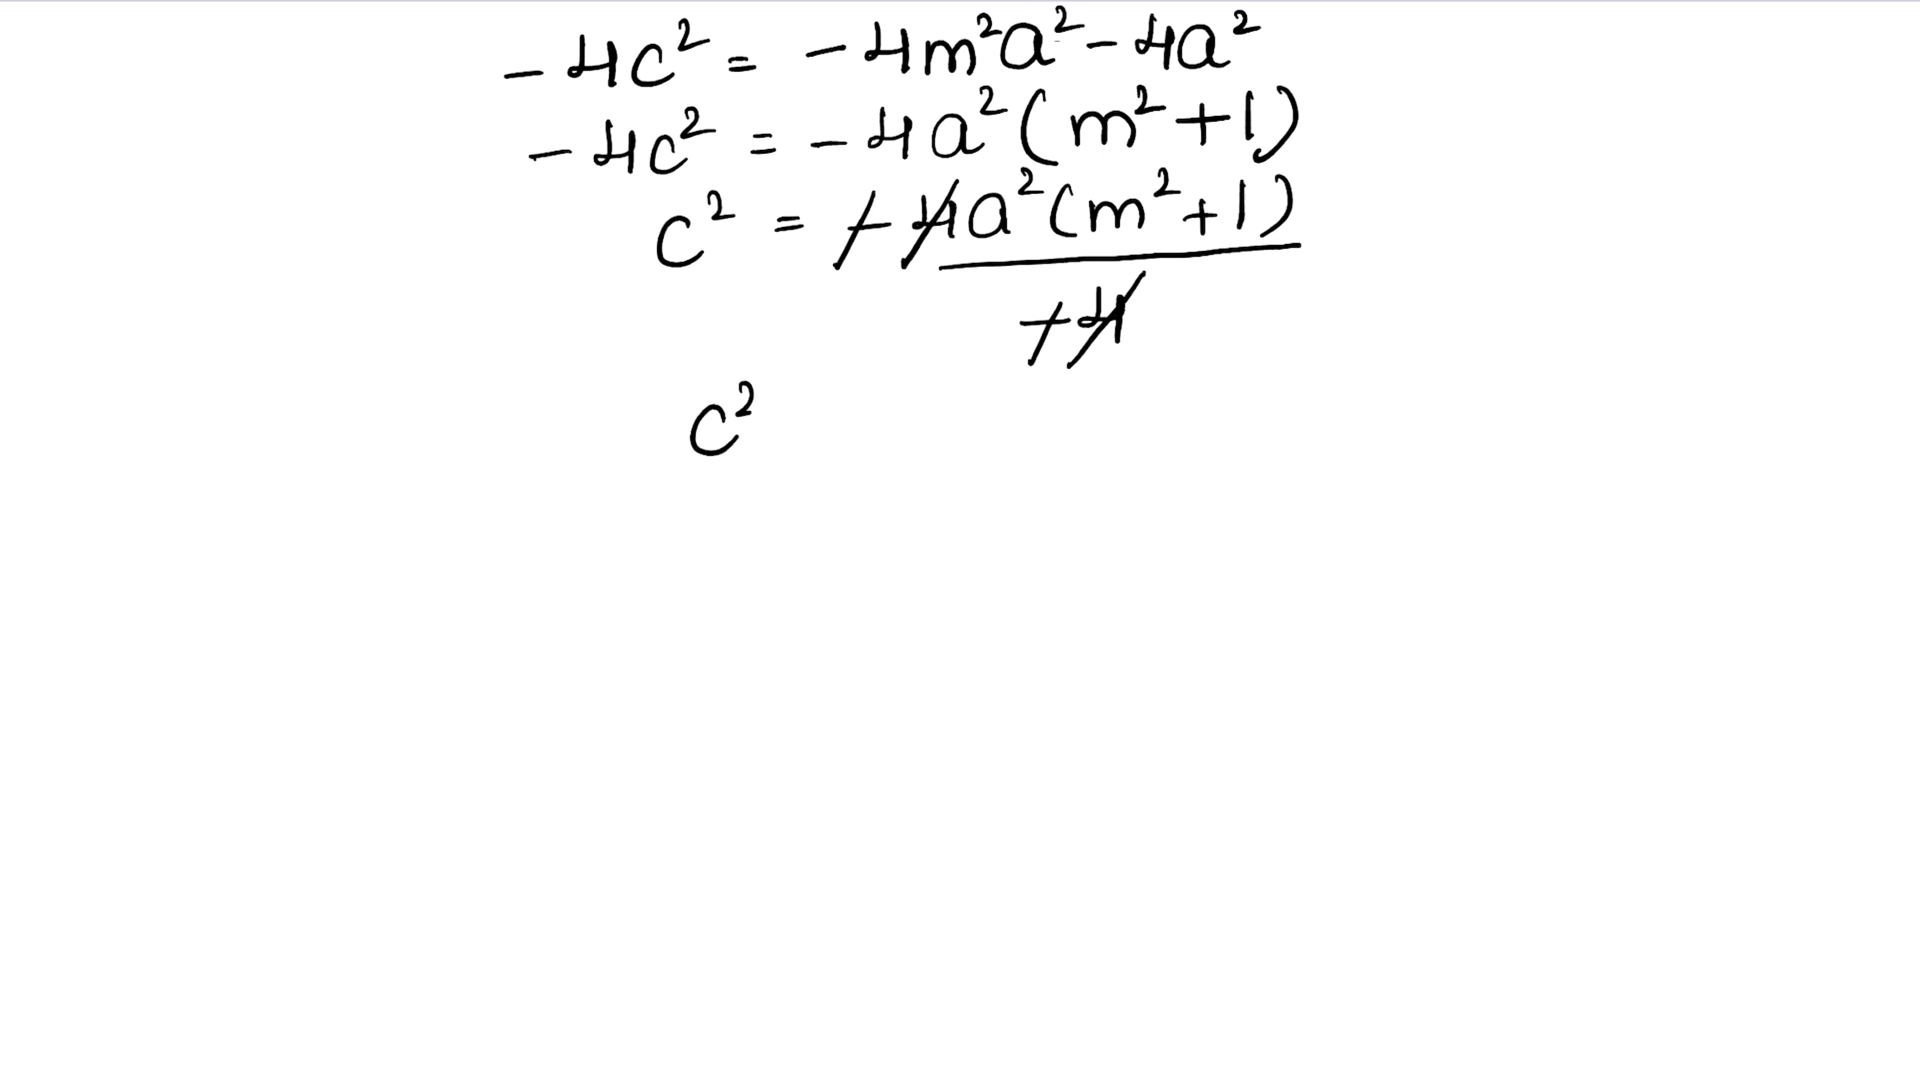 -4c² = -4m²a² - 4a²
-4c² = -4a²(m²+1)
c² = -4a²(m²+1)
-4
c²